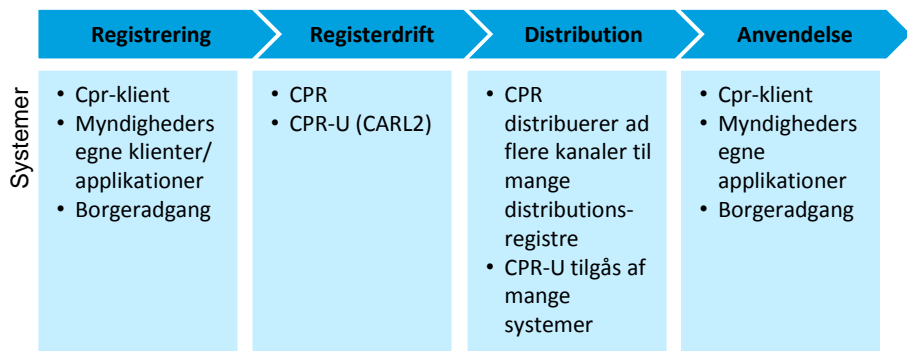 Registrering
Registerdrift
Distribution
Anvendelse
Systemer
• Cpr-klient
• Myndigheders
egne klienter/
applikationer
• Borgeradgang
• CPR
• CPR-U (CARL2)
• CPR
distribuerer ad
flere kanaler til
mange
distributions-
registre
• CPR-U tilgås af
mange
systemer
• Cpr-klient
• Myndigheders
egne
applikationer
• Borgeradgang